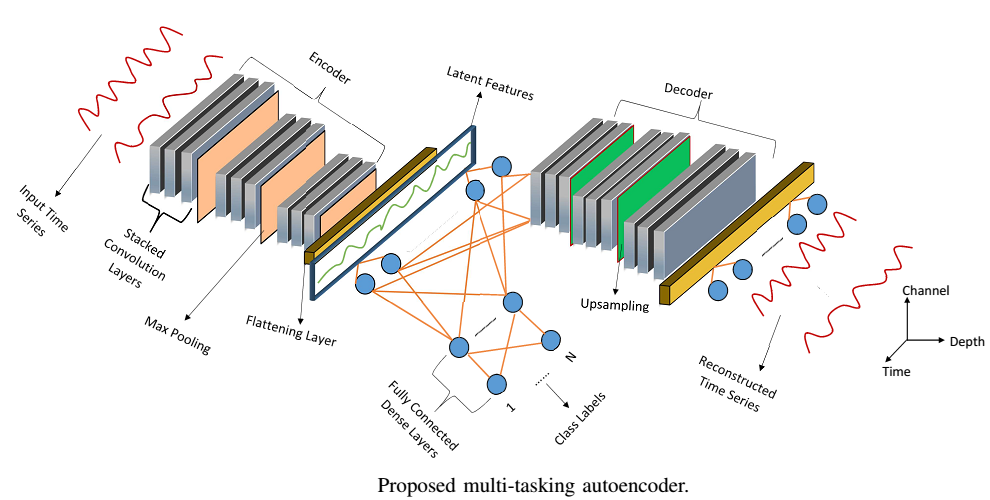 Encoder
Latent Features
Decoder
Input Time
Series
Stacked
Convolution
Layers
Max Pooling
Flattening Layer
Upsampling
Channel
Depth
Time
Reconstructed
Time Series
Fully Connected
Dense Layers
1
......
N
Class Labels
Proposed multi-tasking autoencoder.